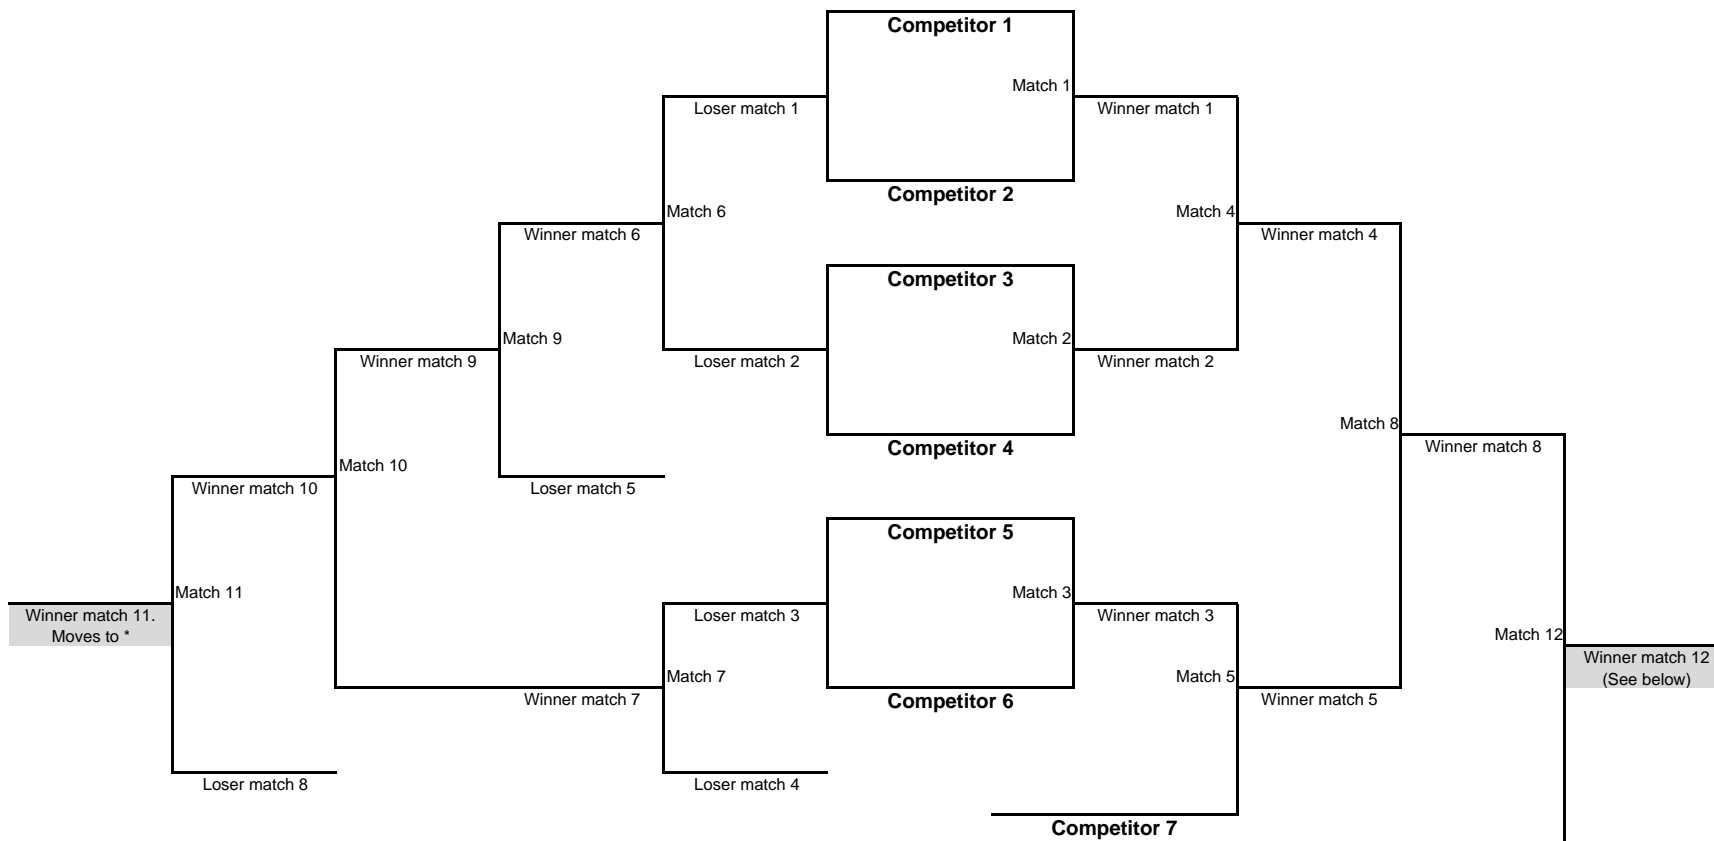 Competitor 1
Match 1
Loser match 1
Winner match 1
Competitor 2
Match 6
Match 4
Winner match 6
Winner match 4
Competitor 3
Match 9
Match 2
Winner match 9
Loser match 2
Winner match 2
Match 8
Competitor 4
Winner match 8
Match 10
Winner match 10
Loser match 5
Competitor 5
Match 11
Match 3
Winner match 11.
Moves to *
Loser match 3
Winner match 3
Match 12
Winner match 12
(See below)
Match 7
Match 5
Winner match 7
Competitor 6
Winner match 5
Loser match 8
Loser match 4
Competitor 7